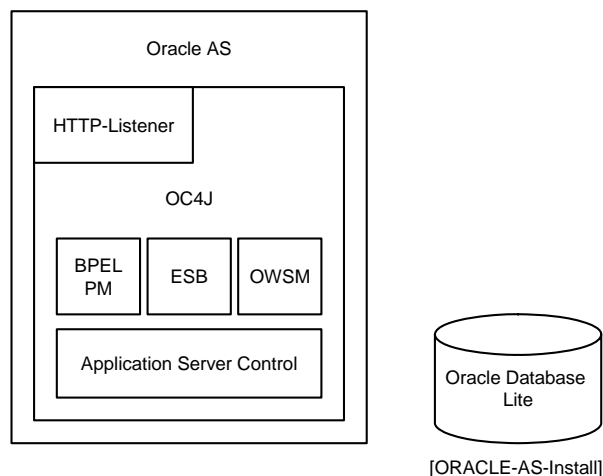 Oracle AS
HTTP-Listener
OC4J
BPEL
PM
ESB
OWSM
Application Server Control
Oracle Database
Lite
[ORACLE-AS-Install]